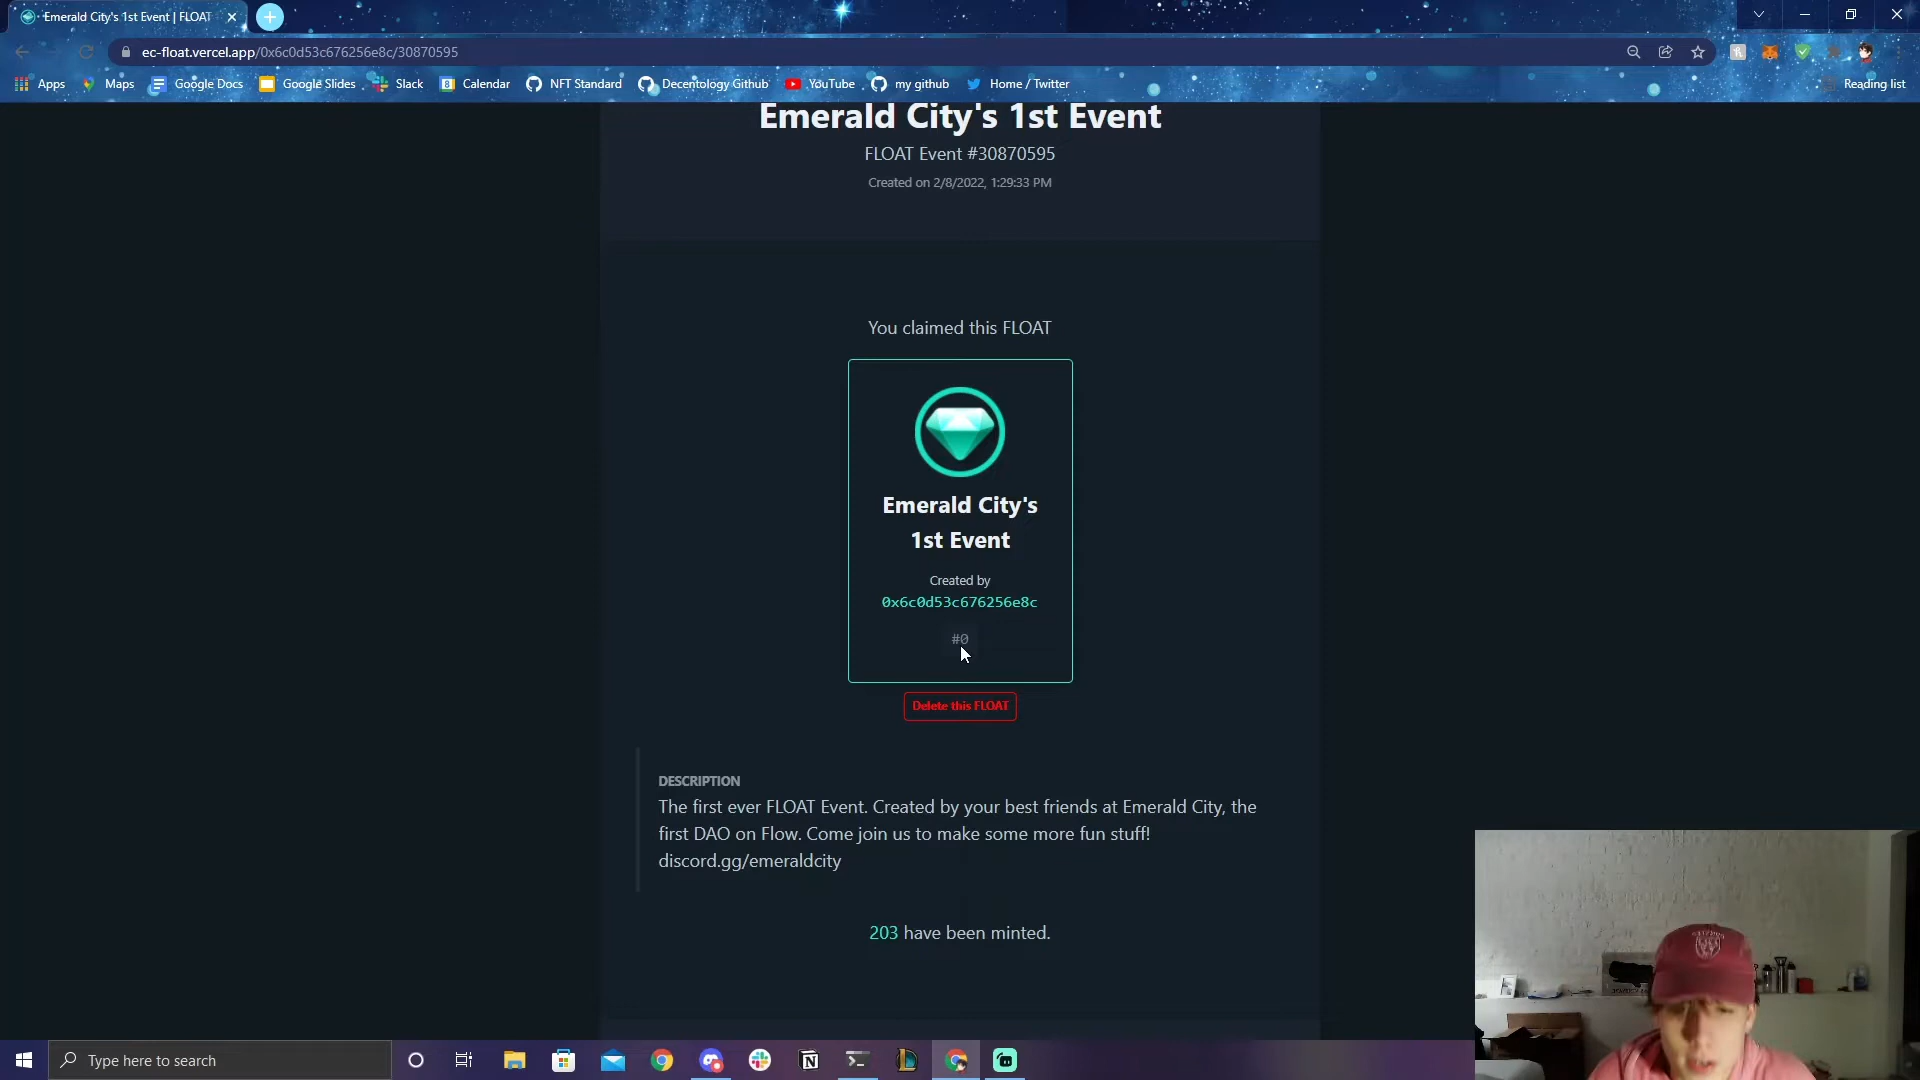 Emerald City's 1st Event | FLOAT
ec-float.vercel.app/0x6c0d53c676256e8c/30870595
Apps Maps Google Docs Google Slides Slack Calendar NFT Standard Decentology Github YouTube my github Home / Twitter Reading list
Emerald City's 1st Event
FLOAT Event #30870595
Created on 2/8/2022, 1:29:33 PM
You claimed this FLOAT
Emerald City's
1st Event
Created by
0x6c0d53c676256e8c
#0
Delete this FLOAT
DESCRIPTION
The first ever FLOAT Event. Created by your best friends at Emerald City, the
first DAO on Flow. Come join us to make some more fun stuff!
discord.gg/emeraldcity
203 have been minted.
Type here to search